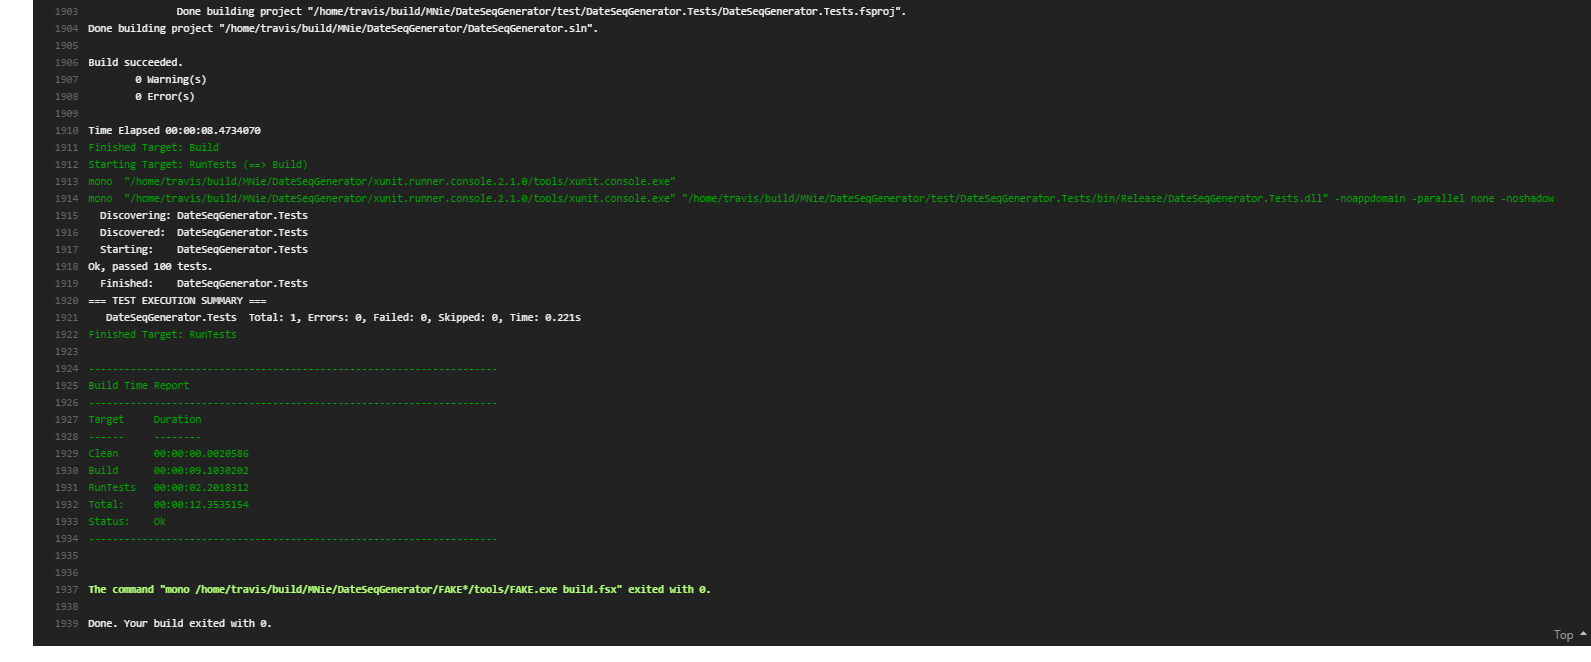 1903 Done building project "/home/travis/build/MNie/DateSeqGenerator/test/DateSeqGenerator.Tests/DateSeqGenerator.Tests.fsproj".
1904 Done building project "/home/travis/build/MNie/DateSeqGenerator/DateSeqGenerator.sln".
1905
1906 Build succeeded.
1907 0 Warning(s)
1908 0 Error(s)
1909
1910 Time Elapsed 00:00:08.4734070
1911 Finished Target: Build
1912 Starting Target: RunTests (==> Build)
1913 mono  "/home/travis/build/MNie/DateSeqGenerator/xunit.runner.console.2.1.0/tools/xunit.console.exe"
1914 mono  "/home/travis/build/MNie/DateSeqGenerator/xunit.runner.console.2.1.0/tools/xunit.console.exe" "/home/travis/build/MNie/DateSeqGenerator/test/DateSeqGenerator.Tests/bin/Release/DateSeqGenerator.Tests.dll" -noappdomain -parallel none -noshadow
1915 Discovering: DateSeqGenerator.Tests
1916 Discovered:  DateSeqGenerator.Tests
1917 Starting:    DateSeqGenerator.Tests
1918 Ok, passed 100 tests.
1919 Finished:    DateSeqGenerator.Tests
1920 === TEST EXECUTION SUMMARY ===
1921 DateSeqGenerator.Tests  Total: 1, Errors: 0, Failed: 0, Skipped: 0, Time: 0.221s
1922 Finished Target: RunTests
1923
1924 ---------------------------------------------------------------------
1925 Build Time Report
1926 ---------------------------------------------------------------------
1927 Target     Duration
1928 ------     --------
1929 Clean      00:00:00.0020586
1930 Build      00:00:09.1030202
1931 RunTests   00:00:02.2018312
1932 Total:     00:00:12.3535154
1933 Status:    Ok
1934 ---------------------------------------------------------------------
1935
1936
1937 The command "mono /home/travis/build/MNie/DateSeqGenerator/FAKE*/tools/FAKE.exe build.fsx" exited with 0.
1938
1939 Done. Your build exited with 0.
Top